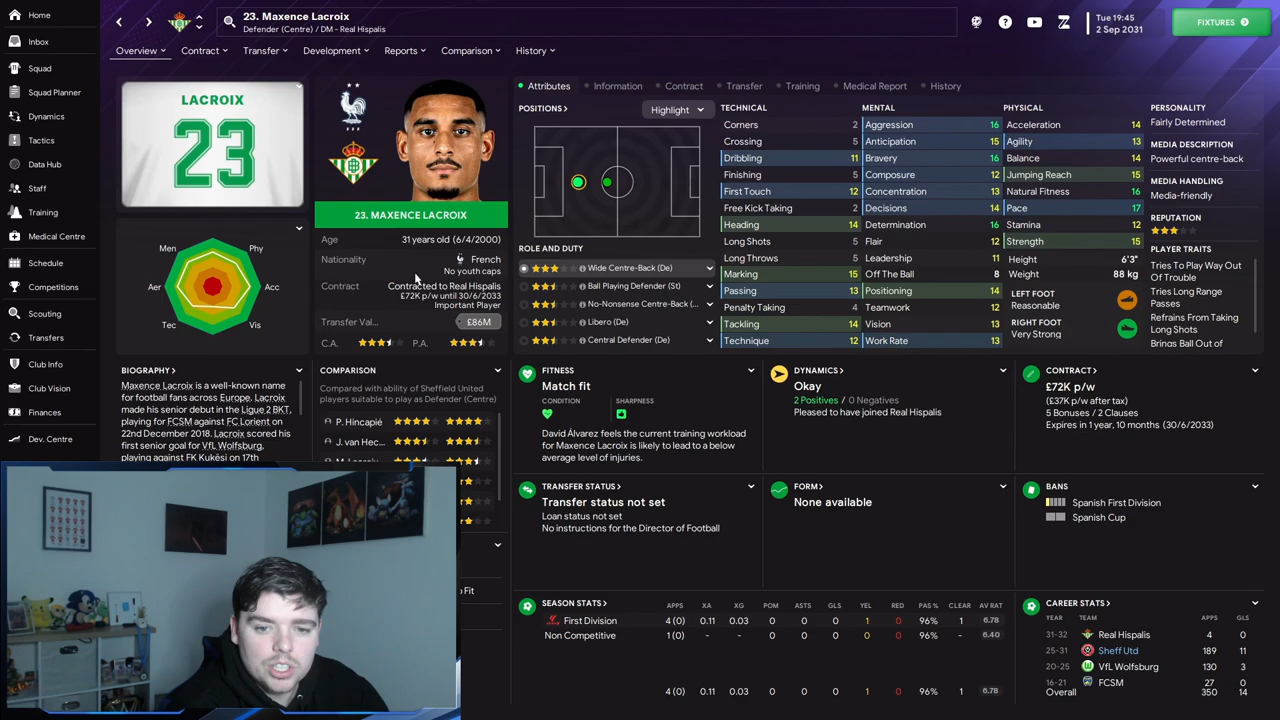 Home
Inbox
Squad
Squad Planner
Dynamics
Tactics
Data Hub
Staff
Training
Medical Centre
Schedule
Competitions
Scouting
Transfers
Club Info
Club Vision
Finances
Dev. Centre
23. Maxence Lacroix
Defender (Centre) / DM - Real Hispalis
Tue 19:45
2 Sep 2031
FIXTURES
Overview Contract Transfer Development Reports Comparison History
LACROIX
23
23. MAXENCE LACROIX
Age 31 years old (6/4/2000)
Nationality French
No youth caps
Contract Contracted to Real Hispalis
£72K p/w until 30/6/2033
Important Player
Transfer Val... £86M
C.A. P.A.
Men Phy
Aer Acc
Tec Vis
Attributes Information Contract Transfer Training Medical Report History
POSITIONS
Highlight
ROLE AND DUTY
Wide Centre-Back (De)
Ball Playing Defender (St)
No-Nonsense Centre-Back (...
Libero (De)
Central Defender (De)
TECHNICAL
Corners 2
Crossing 5
Dribbling 11
Finishing 5
First Touch 12
Free Kick Taking 2
Heading 14
Long Shots 5
Long Throws 5
Marking 15
Passing 13
Penalty Taking 4
Tackling 14
Technique 12
MENTAL
Aggression 16
Anticipation 15
Bravery 16
Composure 12
Concentration 13
Decisions 14
Determination 16
Flair 12
Leadership 11
Off The Ball 8
Positioning 14
Teamwork 12
Vision 13
Work Rate 13
PHYSICAL
Acceleration 14
Agility 13
Balance 14
Jumping Reach 15
Natural Fitness 16
Pace 17
Stamina 12
Strength 15
Height 6'3"
Weight 88 kg
LEFT FOOT
Reasonable
RIGHT FOOT
Very Strong
PERSONALITY
Fairly Determined
MEDIA DESCRIPTION
Powerful centre-back
MEDIA HANDLING
Media-friendly
REPUTATION
PLAYER TRAITS
Tries To Play Way Out
Of Trouble
Tries Long Range
Passes
Refrains From Taking
Long Shots
Brings Ball Out of
BIOGRAPHY
Maxence Lacroix is a well-known name
for football fans across Europe. Lacroix
made his senior debut in the Ligue 2 BKT,
playing for FCSM against FC Lorient on
22nd December 2018. Lacroix scored his
first senior goal for VfL Wolfsburg,
playing against FK Kukësi on 17th
COMPARISON
Compared with ability of Sheffield United
players suitable to play as Defender (Centre)
P. Hincapié
J. van Hec...
M. Lacroix
Fit
FITNESS
Match fit
CONDITION SHARPNESS
David Álvarez feels the current training workload
for Maxence Lacroix is likely to lead to a below
average level of injuries.
DYNAMICS
Okay
2 Positives / 0 Negatives
Pleased to have joined Real Hispalis
CONTRACT
£72K p/w
(£37K p/w after tax)
5 Bonuses / 2 Clauses
Expires in 1 year, 10 months (30/6/2033)
TRANSFER STATUS
Transfer status not set
Loan status not set
No instructions for the Director of Football
FORM
None available
BANS
Spanish First Division
Spanish Cup
SEASON STATS APPS XA XG POM ASTS GLS YEL RED PAS % CLEAR AV RAT
First Division 4 (0) 0.11 0.03 0 0 0 1 0 96% 1 6.78
Non Competitive 1 (0) - - 0 0 0 0 0 96% - 6.40
4 (0) 0.11 0.03 0 0 0 1 0 96% 1 6.78
CAREER STATS
YEAR TEAM APPS GLS
31-32 Real Hispalis 4 0
25-31 Sheff Utd 189 11
20-25 VfL Wolfsburg 130 3
16-21 FCSM 27 0
Overall 350 14